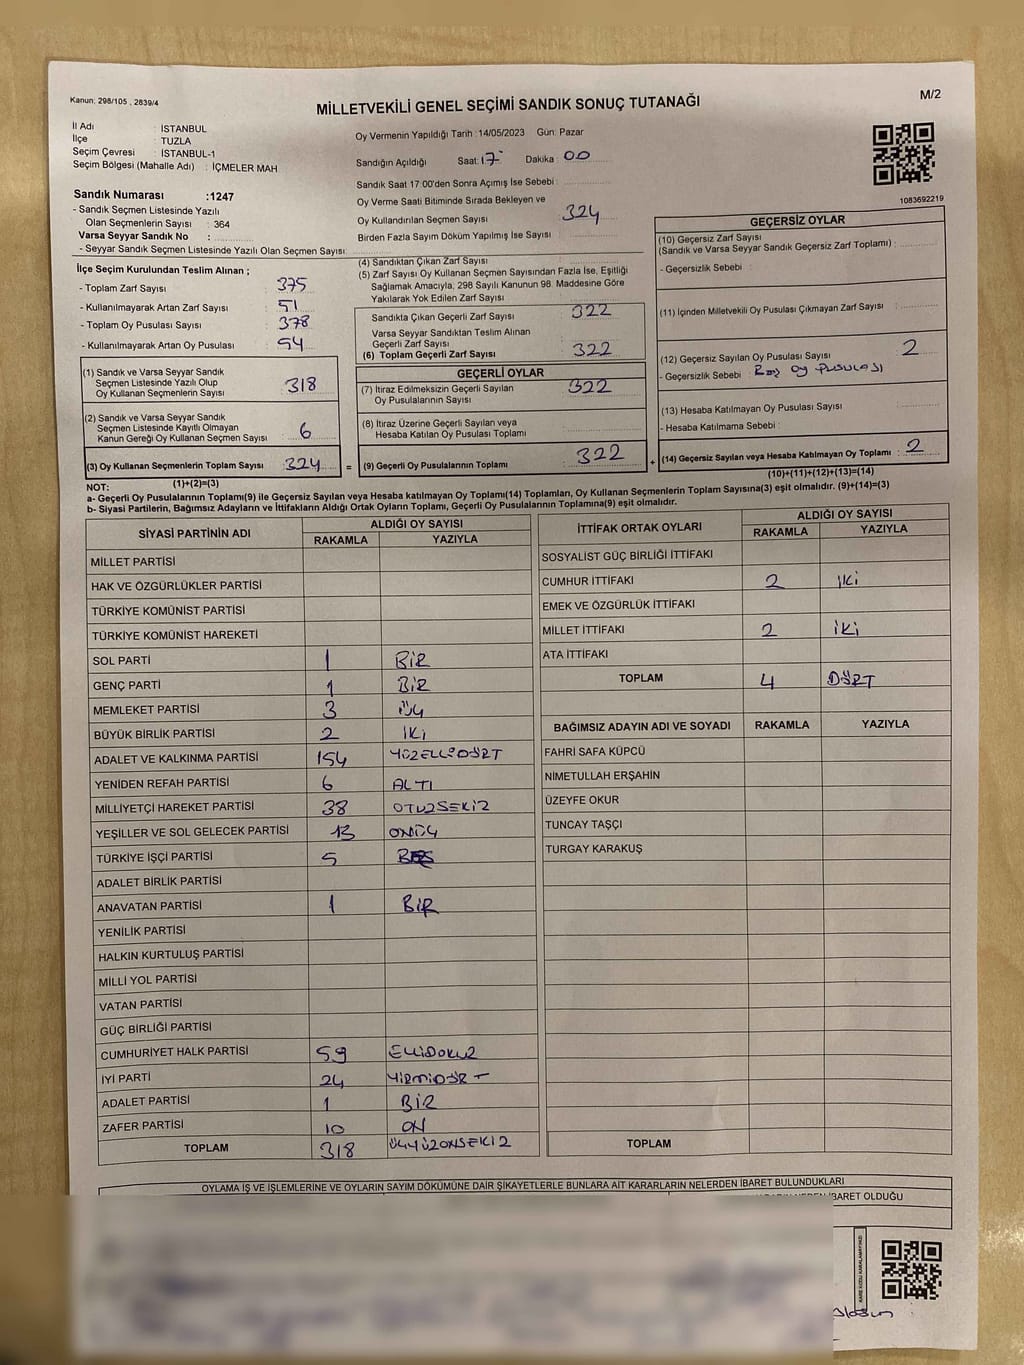 Kanun: 298/105 , 2839/4
MİLLETVEKİLİ GENEL SEÇİMİ SANDIK SONUÇ TUTANAĞI
M/2
İl Adı : İSTANBUL
İlçe : TUZLA
Seçim Çevresi : İSTANBUL-1
Seçim Bölgesi (Mahalle Adı) : İÇMELER MAH
Sandık Numarası :1247
- Sandık Seçmen Listesinde Yazılı
Olan Seçmenlerin Sayısı : 364
Varsa Seyyar Sandık No :
- Seyyar Sandık Seçmen Listesinde Yazılı Olan Seçmen Sayısı
Oy Vermenin Yapıldığı Tarih :14/05/2023 Gün: Pazar
Sandığın Açıldığı Saat: 17 Dakika : 00
Sandık Saat 17:00'den Sonra Açımış İse Sebebi :
Oy Verme Saati Bitiminde Sırada Bekleyen ve
Oy Kullandırılan Seçmen Sayısı : 324
Birden Fazla Sayım Döküm Yapılmış İse Sayısı
1083692219
İlçe Seçim Kurulundan Teslim Alınan ;
- Toplam Zarf Sayısı : 375
- Kullanılmayarak Artan Zarf Sayısı : 51
- Toplam Oy Pusulası Sayısı : 378
- Kullanılmayarak Artan Oy Pusulası : 54
(1) Sandık ve Varsa Seyyar Sandık
Seçmen Listesinde Yazılı Olup
Oy Kullanan Seçmenlerin Sayısı : 318
(2) Sandık ve Varsa Seyyar Sandık
Seçmen Listesinde Kayıtlı Olmayan
Kanun Gereği Oy Kullanan Seçmen Sayısı : 6
(3) Oy Kullanan Seçmenlerin Toplam Sayısı : 324 =
(1)+(2)=(3)
(4) Sandıktan Çıkan Zarf Sayısı
(5) Zarf Sayısı Oy Kullanan Seçmen Sayısından Fazla İse, Eşitliği
Sağlamak Amacıyla, 298 Sayılı Kanunun 98. Maddesine Göre
Yakılarak Yok Edilen Zarf Sayısı
Sandıkta Çıkan Geçerli Zarf Sayısı : 322
Varsa Seyyar Sandıktan Teslim Alınan
Geçerli Zarf Sayısı
(6) Toplam Geçerli Zarf Sayısı : 322
GEÇERLİ OYLAR
(7) İtiraz Edilmeksizin Geçerli Sayılan
Oy Pusulalarının Sayısı : 322
(8) İtiraz Üzerine Geçerli Sayılan veya
Hesaba Katılan Oy Pusulası Toplamı
(9) Geçerli Oy Pusulalarının Toplamı : 322 +
GEÇERSİZ OYLAR
(10) Geçersiz Zarf Sayısı
(Sandık ve Varsa Seyyar Sandık Geçersiz Zarf Toplamı) :
- Geçersizlik Sebebi :
(11) İçinden Milletvekili Oy Pusulası Çıkmayan Zarf Sayısı
(12) Geçersiz Sayılan Oy Pusulası Sayısı : 2
- Geçersizlik Sebebi : Boş oy PUSULASI
(13) Hesaba Katılmayan Oy Pusulası Sayısı
- Hesaba Katılmama Sebebi :
(14) Geçersiz Sayılan veya Hesaba Katılmayan Oy Toplamı : 2
(10)+(11)+(12)+(13)=(14)
NOT:
a- Geçerli Oy Pusulalarının Toplamı(9) ile Geçersiz Sayılan veya Hesaba katılmayan Oy Toplamı(14) Toplamları, Oy Kullanan Seçmenlerin Toplam Sayısına(3) eşit olmalıdır. (9)+(14)=(3)
b- Siyasi Partilerin, Bağımsız Adayların ve İttifakların Aldığı Ortak Oyların Toplamı, Geçerli Oy Pusulalarının Toplamına(9) eşit olmalıdır.
SİYASİ PARTİNİN ADI ALDIĞI OY SAYISI
RAKAMLA YAZIYLA
MİLLET PARTİSİ
HAK VE ÖZGÜRLÜKLER PARTİSİ
TÜRKİYE KOMÜNİST PARTİSİ
TÜRKİYE KOMÜNİST HAREKETİ
SOL PARTİ 1 BİR
GENÇ PARTİ 1 BİR
MEMLEKET PARTİSİ 3 ÜÇ
BÜYÜK BİRLİK PARTİSİ 2 İKİ
ADALET VE KALKINMA PARTİSİ 154 YÜZELLİDÖRT
YENİDEN REFAH PARTİSİ 6 ALTI
MİLLİYETÇİ HAREKET PARTİSİ 38 OTUZSEKİZ
YEŞİLLER VE SOL GELECEK PARTİSİ 13 ONÜÇ
TÜRKİYE İŞÇİ PARTİSİ 5 BEŞ
ADALET BİRLİK PARTİSİ
ANAVATAN PARTİSİ 1 BİR
YENİLİK PARTİSİ
HALKIN KURTULUŞ PARTİSİ
MİLLİ YOL PARTİSİ
VATAN PARTİSİ
GÜÇ BİRLİĞİ PARTİSİ
CUMHURİYET HALK PARTİSİ 59 ELLİDOKUZ
İYİ PARTİ 24 YİRMİDÖRT
ADALET PARTİSİ 1 BİR
ZAFER PARTİSİ 10 ON
TOPLAM 318 ÜÇYÜZONSEKİZ
İTTİFAK ORTAK OYLARI ALDIĞI OY SAYISI
RAKAMLA YAZIYLA
SOSYALİST GÜÇ BİRLİĞİ İTTİFAKI
CUMHUR İTTİFAKI 2 İKİ
EMEK VE ÖZGÜRLÜK İTTİFAKI
MİLLET İTTİFAKI 2 İKİ
ATA İTTİFAKI
TOPLAM 4 DÖRT
BAĞIMSIZ ADAYIN ADI VE SOYADI RAKAMLA YAZIYLA
FAHRİ SAFA KÜPCÜ
NİMETULLAH ERŞAHİN
ÜZEYFE OKUR
TUNCAY TAŞÇI
TURGAY KARAKUŞ
TOPLAM
OYLAMA İŞ VE İŞLEMLERİNE VE OYLARIN SAYIM DÖKÜMÜNE DAİR ŞİKAYETLERLE BUNLARA AİT KARARLARIN NELERDEN İBARET BULUNDUKLARI
İBARET OLDUĞU
KARE KODU KARALAMAYINIZ!